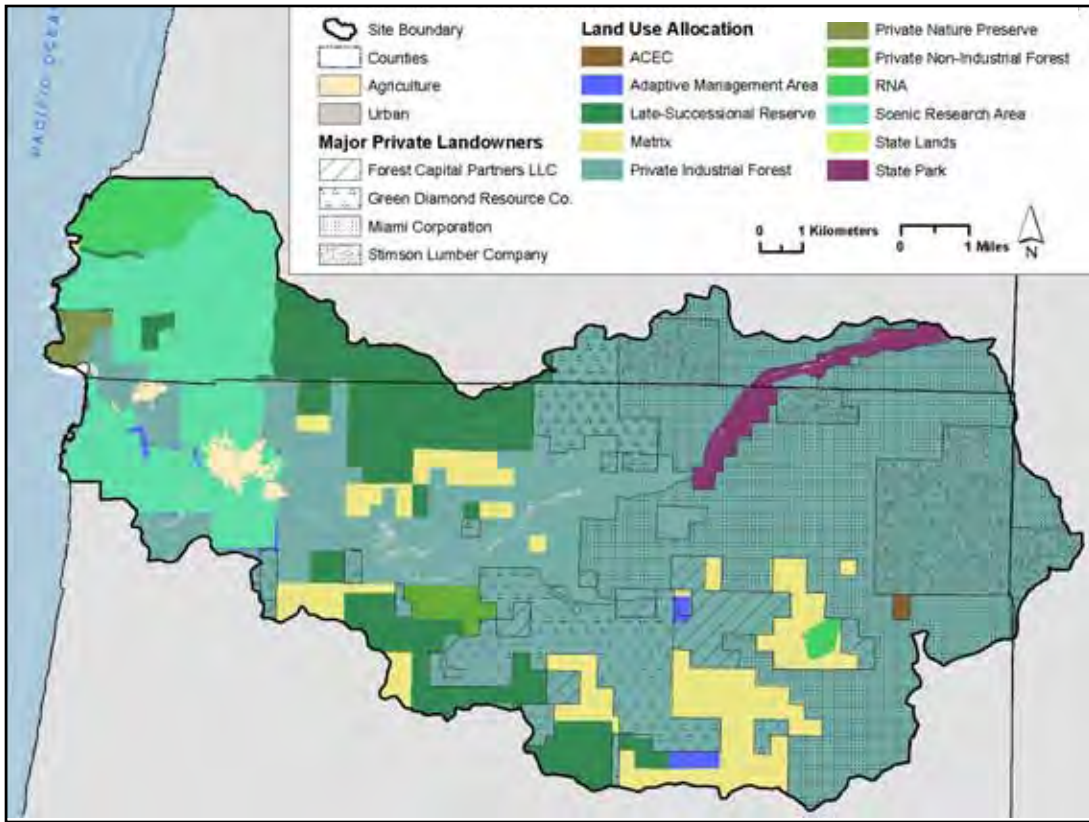 PACIFIC OCEA
Site Boundary
Counties
Agriculture
Urban
Major Private Landowners
Forest Capital Partners LLC
Green Diamond Resource Co.
Miami Corporation
Stimson Lumber Company
Land Use Allocation
ACEC
Adaptive Management Area
Late-Successional Reserve
Matrix
Private Industrial Forest
Private Nature Preserve
Private Non-Industrial Forest
RNA
Scenic Research Area
State Lands
State Park
0 1 Kilometers
0 1 Miles
N